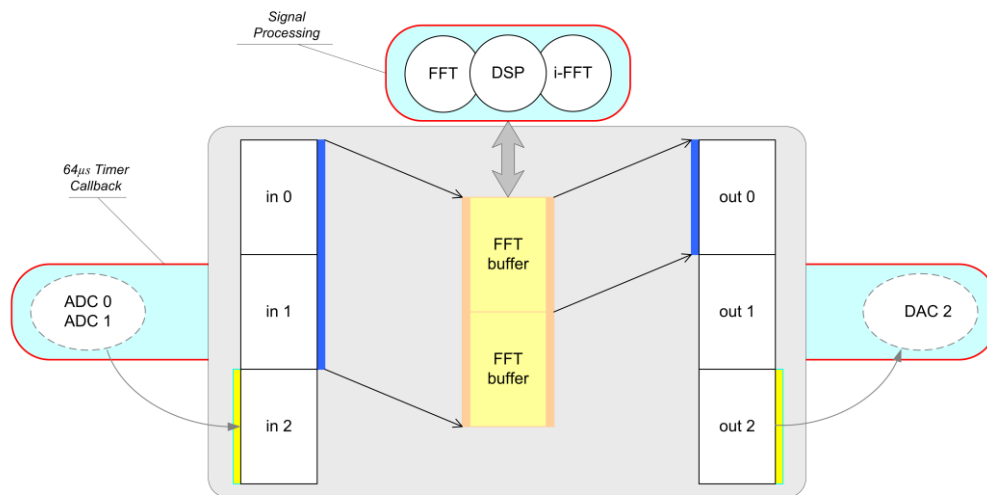 Signal
Processing
FFT
DSP
i-FFT
64µs Timer
Callback
in 0
out 0
FFT
buffer
ADC 0
ADC 1
in 1
out 1
DAC 2
FFT
buffer
in 2
out 2